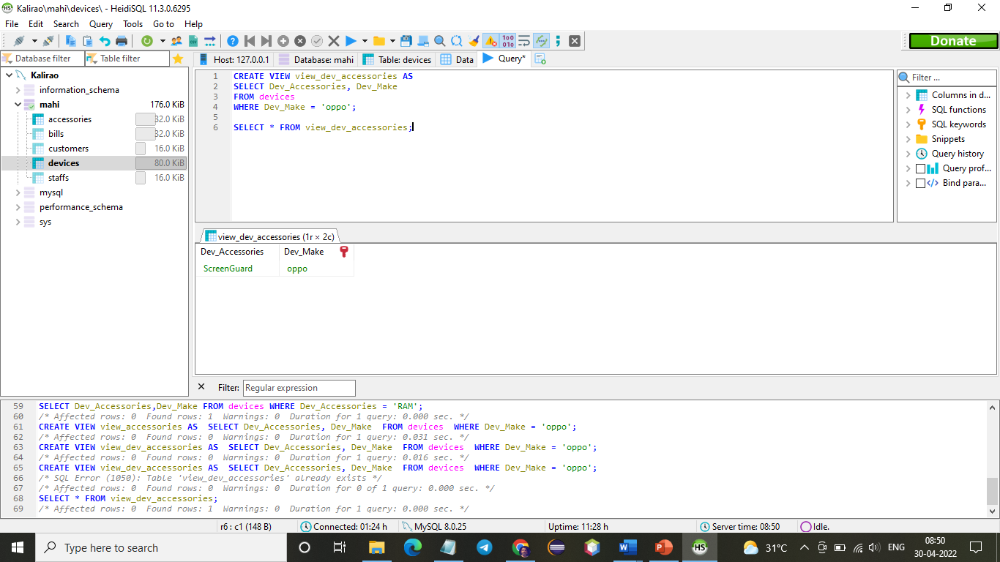 Kalirao\mahi\devices\ - HeidiSQL 11.3.0.6295
File Edit Search Query Tools Go to Help
Donate
Database filter Table filter
Host: 127.0.0.1 Database: mahi Table: devices Data Query*
Kalirao
information_schema
mahi 176.0 KiB
accessories 32.0 KiB
bills 32.0 KiB
customers 16.0 KiB
devices 80.0 KiB
staffs 16.0 KiB
mysql
performance_schema
sys
1 CREATE VIEW view_dev_accessories AS
2 SELECT Dev_Accessories, Dev_Make
3 FROM devices
4 WHERE Dev_Make = 'oppo';
5
6 SELECT * FROM view_dev_accessories;
Filter ...
Columns in d...
SQL functions
SQL keywords
Snippets
Query history
Query prof...
Bind para...
view_dev_accessories (1r × 2c)
Dev_Accessories Dev_Make
ScreenGuard oppo
Filter: Regular expression
59 SELECT Dev_Accessories,Dev_Make FROM devices WHERE Dev_Accessories = 'RAM';
60 /* Affected rows: 0 Found rows: 1 Warnings: 0 Duration for 1 query: 0.000 sec. */
61 CREATE VIEW view_accessories AS SELECT Dev_Accessories, Dev_Make FROM devices WHERE Dev_Make = 'oppo';
62 /* Affected rows: 0 Found rows: 0 Warnings: 0 Duration for 1 query: 0.031 sec. */
63 CREATE VIEW view_dev_accessories AS SELECT Dev_Accessories, Dev_Make FROM devices WHERE Dev_Make = 'oppo';
64 /* Affected rows: 0 Found rows: 0 Warnings: 0 Duration for 1 query: 0.016 sec. */
65 CREATE VIEW view_dev_accessories AS SELECT Dev_Accessories, Dev_Make FROM devices WHERE Dev_Make = 'oppo';
66 /* SQL Error (1050): Table 'view_dev_accessories' already exists */
67 /* Affected rows: 0 Found rows: 0 Warnings: 0 Duration for 0 of 1 query: 0.000 sec. */
68 SELECT * FROM view_dev_accessories;
69 /* Affected rows: 0 Found rows: 1 Warnings: 0 Duration for 1 query: 0.000 sec. */
r6 : c1 (148 B) Connected: 01:24 h MySQL 8.0.25 Uptime: 11:28 h Server time: 08:50 Idle.
Type here to search
31°C ENG 08:50
30-04-2022